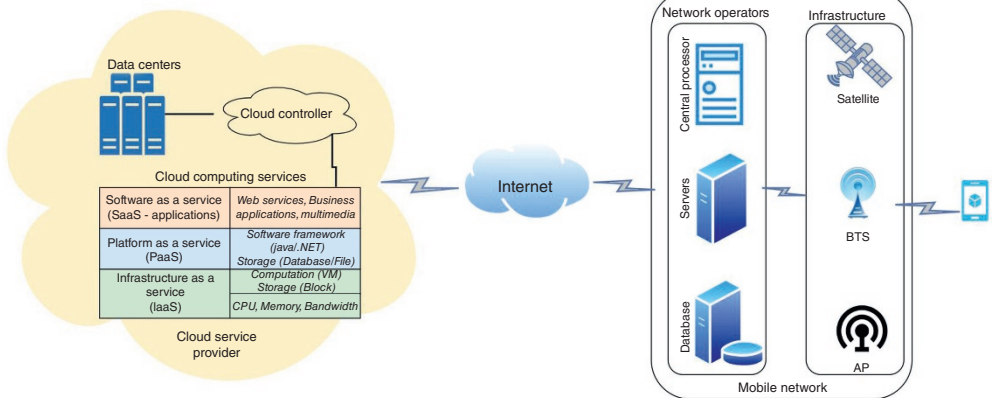 Data centers
Cloud controller
Cloud computing services
Software as a service
(SaaS - applications)
Web services, Business
applications, multimedia
Platform as a service
(PaaS)
Software framework
(java/.NET)
Storage (Database/File)
Infrastructure as a
service
(IaaS)
Computation (VM)
Storage (Block)
CPU, Memory, Bandwidth
Cloud service
provider
Internet
Network operators
Central processor
Servers
Database
Infrastructure
Satellite
BTS
AP
Mobile network